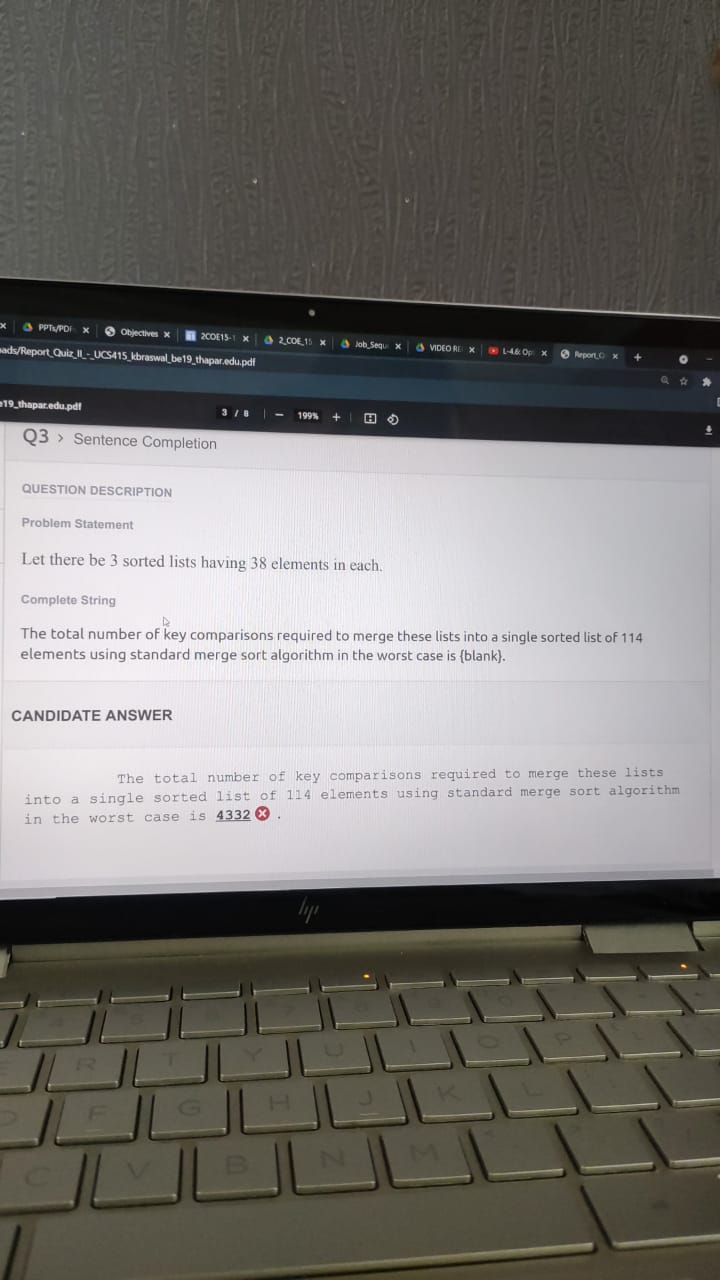 PPTs/PDF
Objectives
2COE15-1
2_COE_15
Job_Sequ
VIDEO RE
L-4.6: Op
Report_Q
ads/Report_Quiz_II_-_UCS415_kbraswal_be19_thapar.edu.pdf
e19_thapar.edu.pdf
3 / 8
199%
Q3 > Sentence Completion
QUESTION DESCRIPTION
Problem Statement
Let there be 3 sorted lists having 38 elements in each.
Complete String
The total number of key comparisons required to merge these lists into a single sorted list of 114
elements using standard merge sort algorithm in the worst case is {blank}.
CANDIDATE ANSWER
The total number of key comparisons required to merge these lists
into a single sorted list of 114 elements using standard merge sort algorithm
in the worst case is 4332 .
hp
R T Y U I O P
F G H J K L
C V B N M